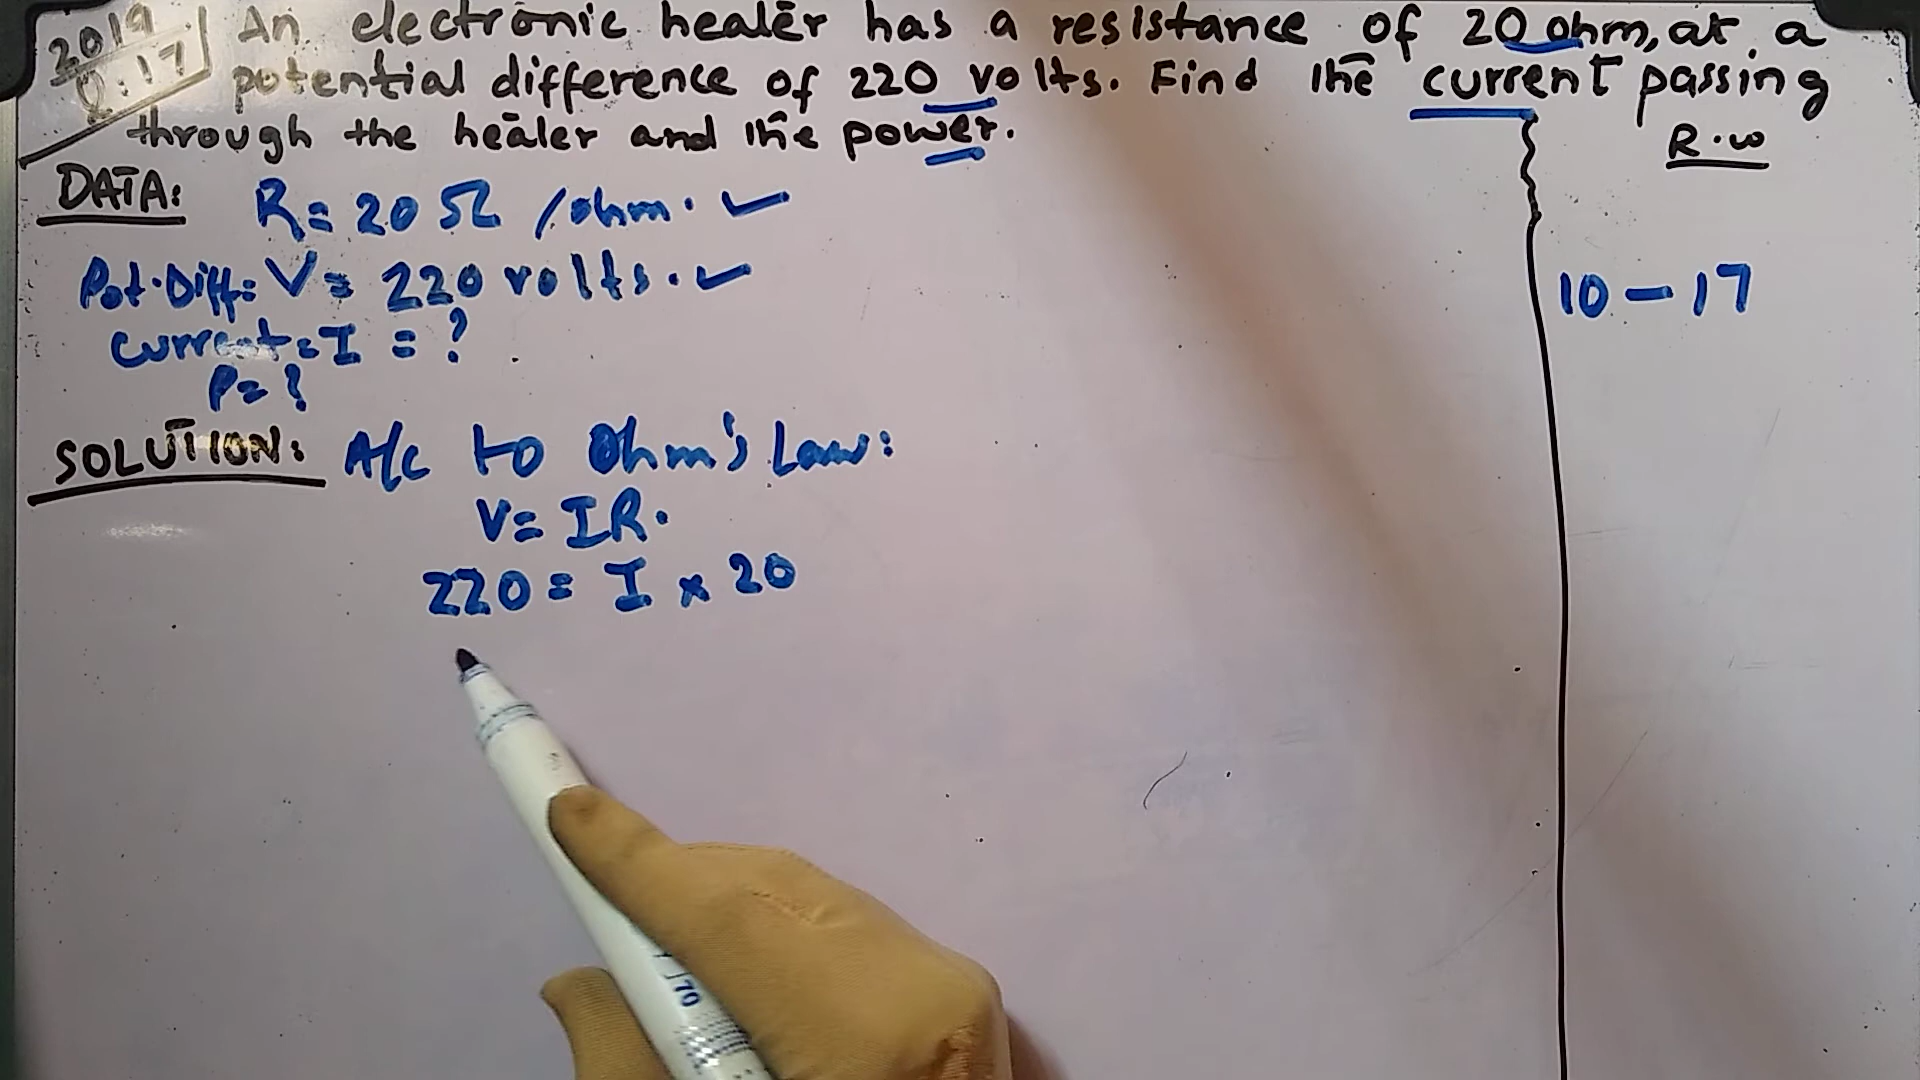 2019
Q:17
An electronic healer has a resistance of 20 ohm, at a
potential difference of 220 volts. Find the current passing
through the healer and the power.
R.w
DATA: R = 20 Ω / ohm.
Pot.Diff = V = 220 volts.
10 - 17
current = I = ?
P = ?
SOLUTION: A/c to Ohm's Law:
V = IR.
220 = I × 20
70